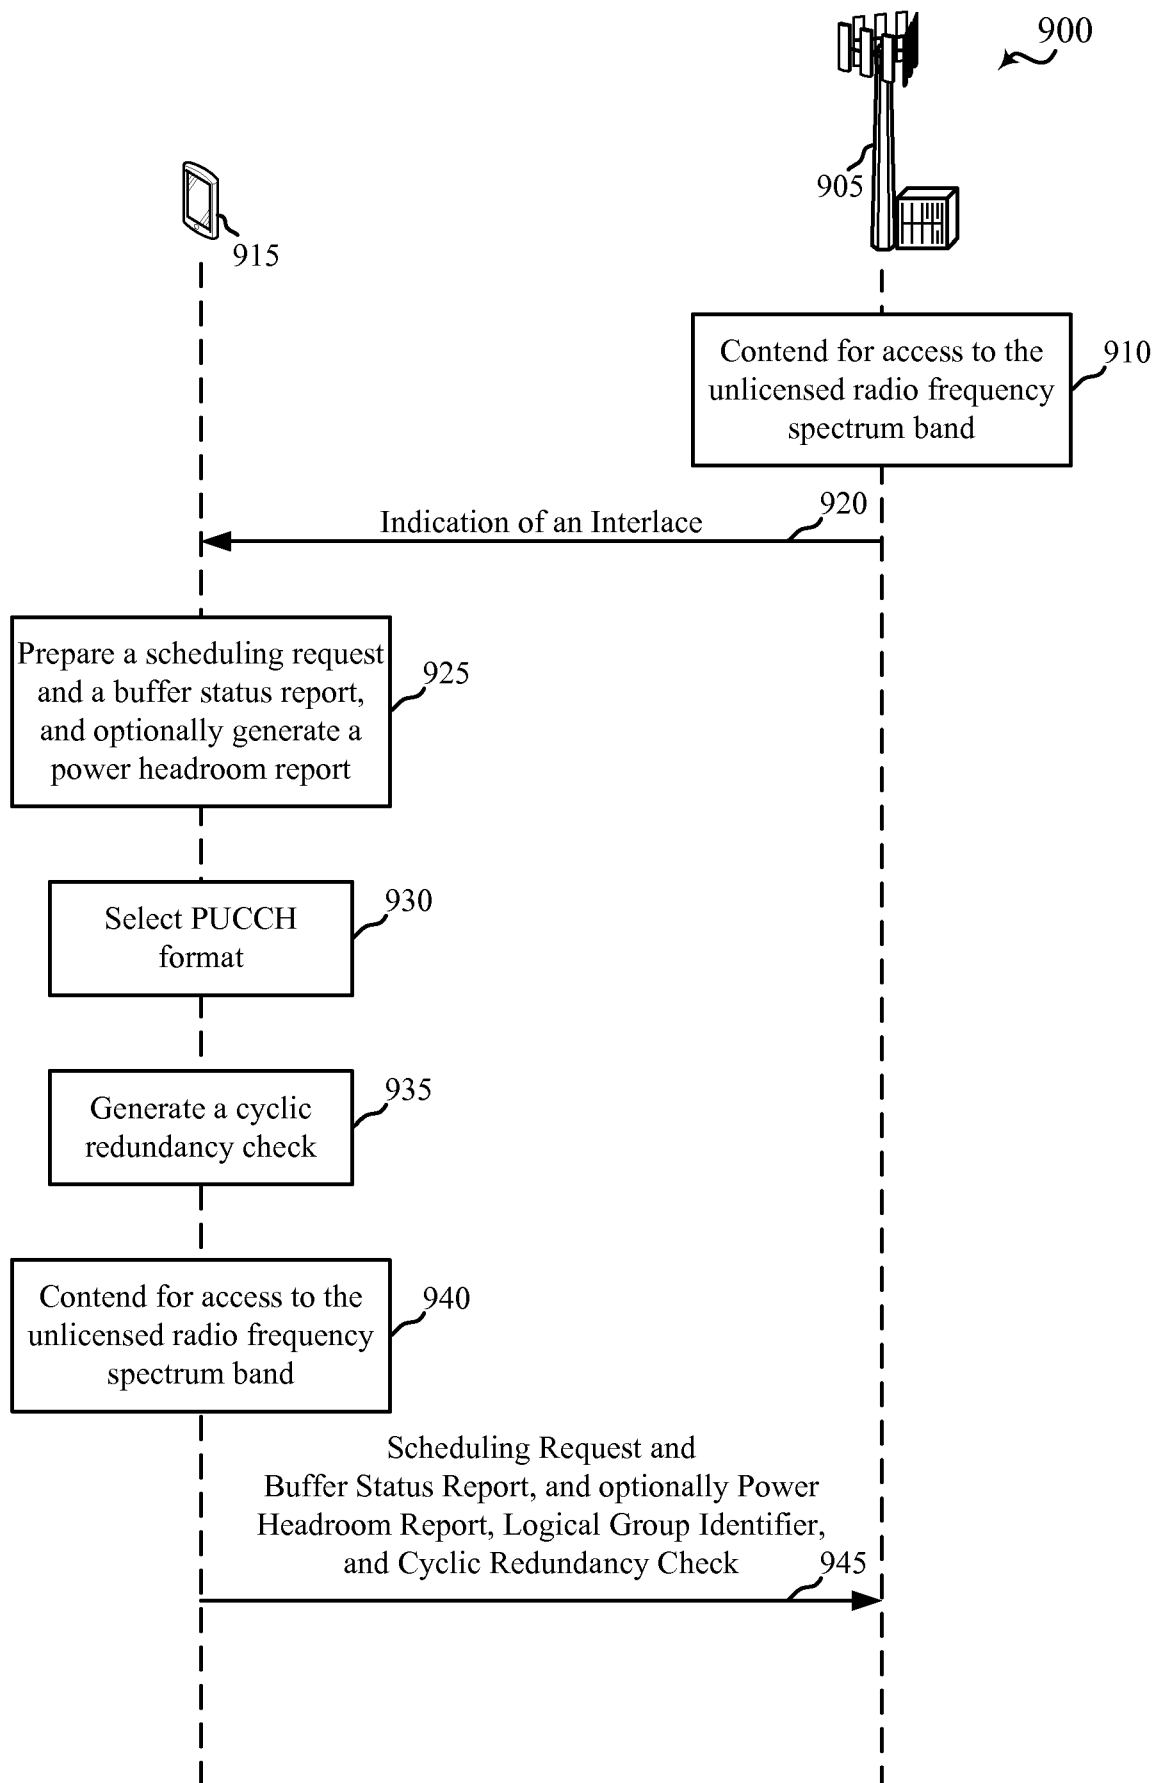 900
905
915
Contend for access to the
unlicensed radio frequency
spectrum band
910
920
Indication of an Interlace
Prepare a scheduling request
and a buffer status report,
and optionally generate a
power headroom report
925
Select PUCCH
format
930
Generate a cyclic
redundancy check
935
Contend for access to the
unlicensed radio frequency
spectrum band
940
Scheduling Request and
Buffer Status Report, and optionally Power
Headroom Report, Logical Group Identifier,
and Cyclic Redundancy Check
945